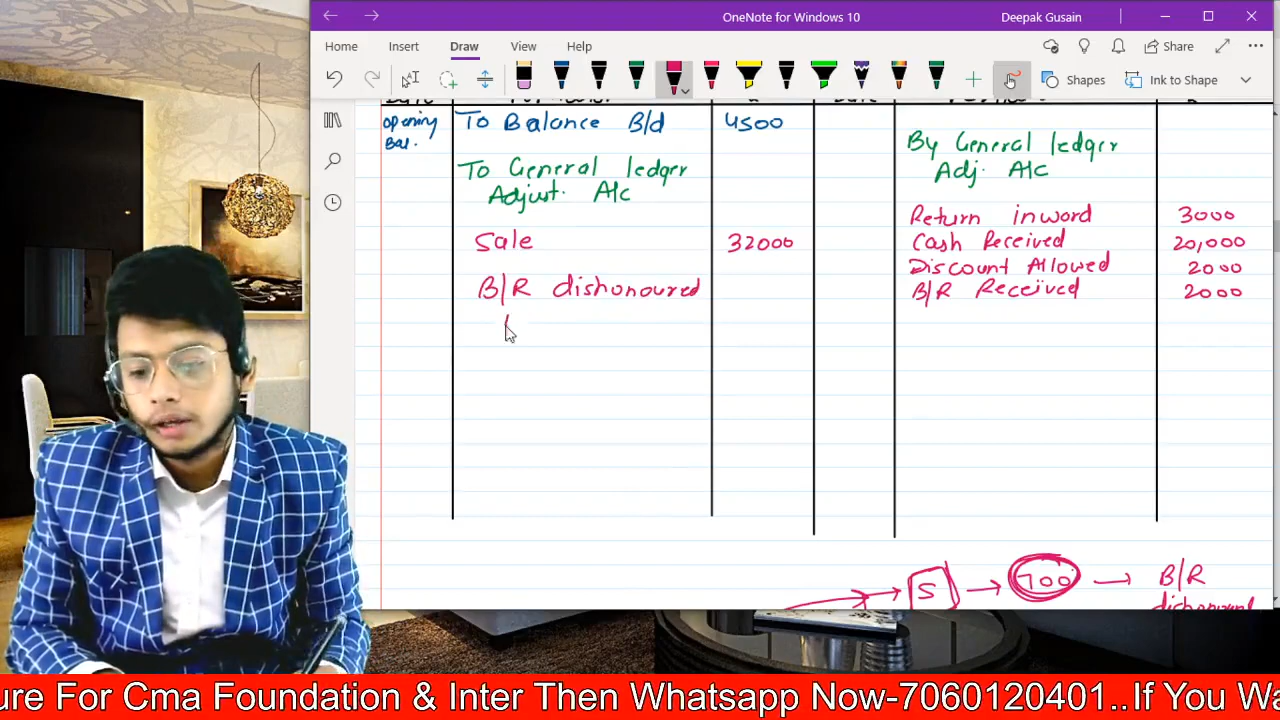 OneNote for Windows 10
Deepak Gusain
Home Insert Draw View Help
Share
Shapes
Ink to Shape
opening
Bal.
To Balance B/d 4500
To General ledger
Adjust. A/c
Sale 32000
B/R dishonoured
By General ledger
Adj. A/c
Return inword 3000
Cash Received 20,000
Discount Allowed 2000
B/R Received 2000
S → 700 → B/R
ure For Cma Foundation & Inter Then Whatsapp Now-7060120401..If You Wa